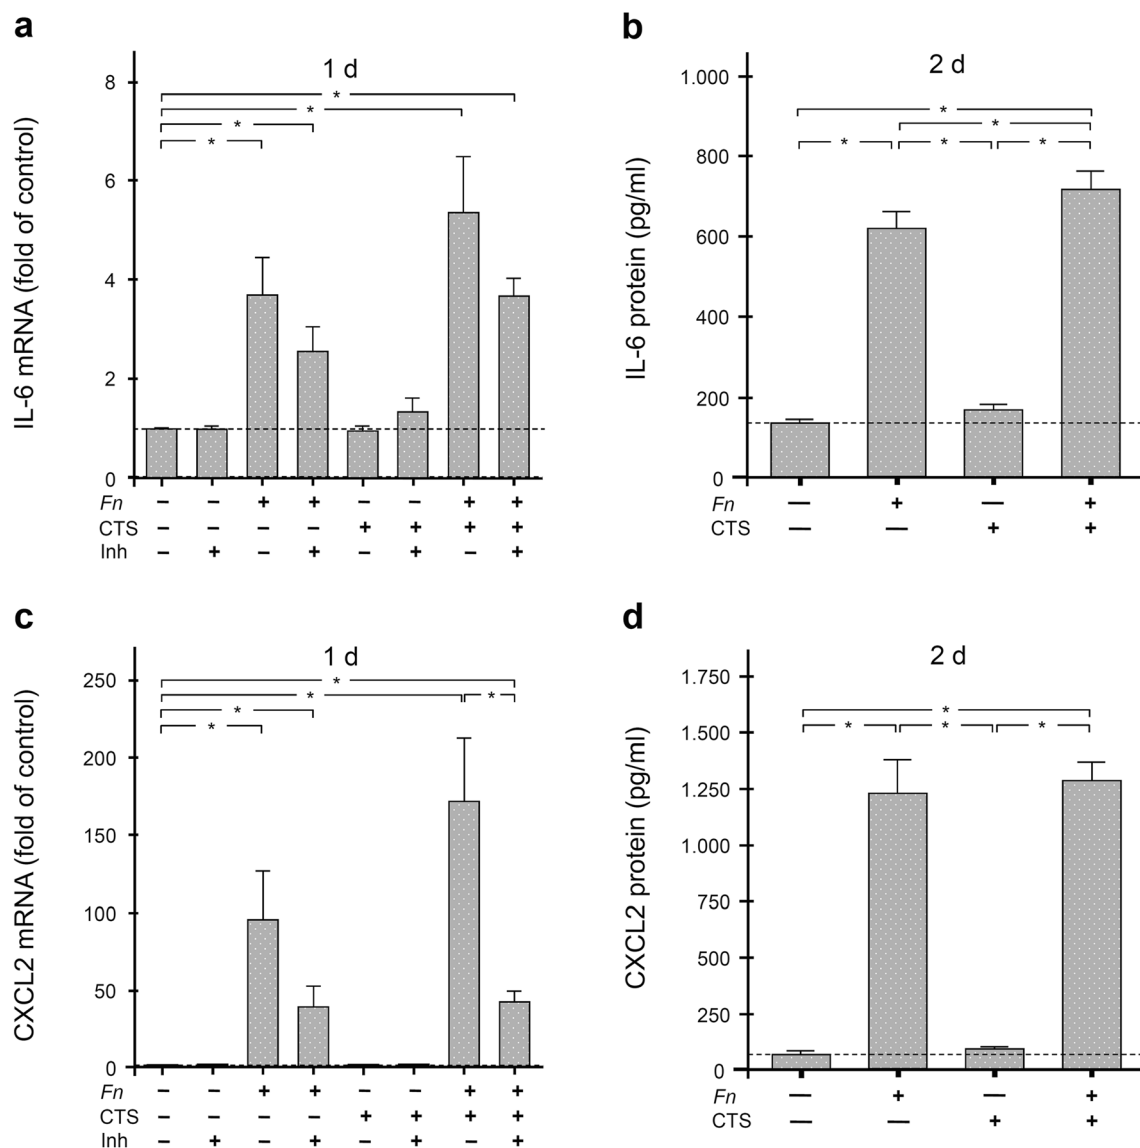 a
1 d
IL-6 mRNA (fold of control)
8
6
4
2
0
* * * *
Fn – – + + – – + +
CTS – – – – + + + +
Inh – + – + – + – +
b
2 d
IL-6 protein (pg/ml)
1.000
800
600
400
200
0
* * * * *
Fn — + — +
CTS — — + +
c
1 d
CXCL2 mRNA (fold of control)
250
200
150
100
50
0
* * * * *
Fn – – + + – – + +
CTS – – – – + + + +
Inh – + – + – + – +
d
2 d
CXCL2 protein (pg/ml)
1.750
1.500
1.250
1.000
750
500
250
0
* * * *
Fn — + — +
CTS — — + +